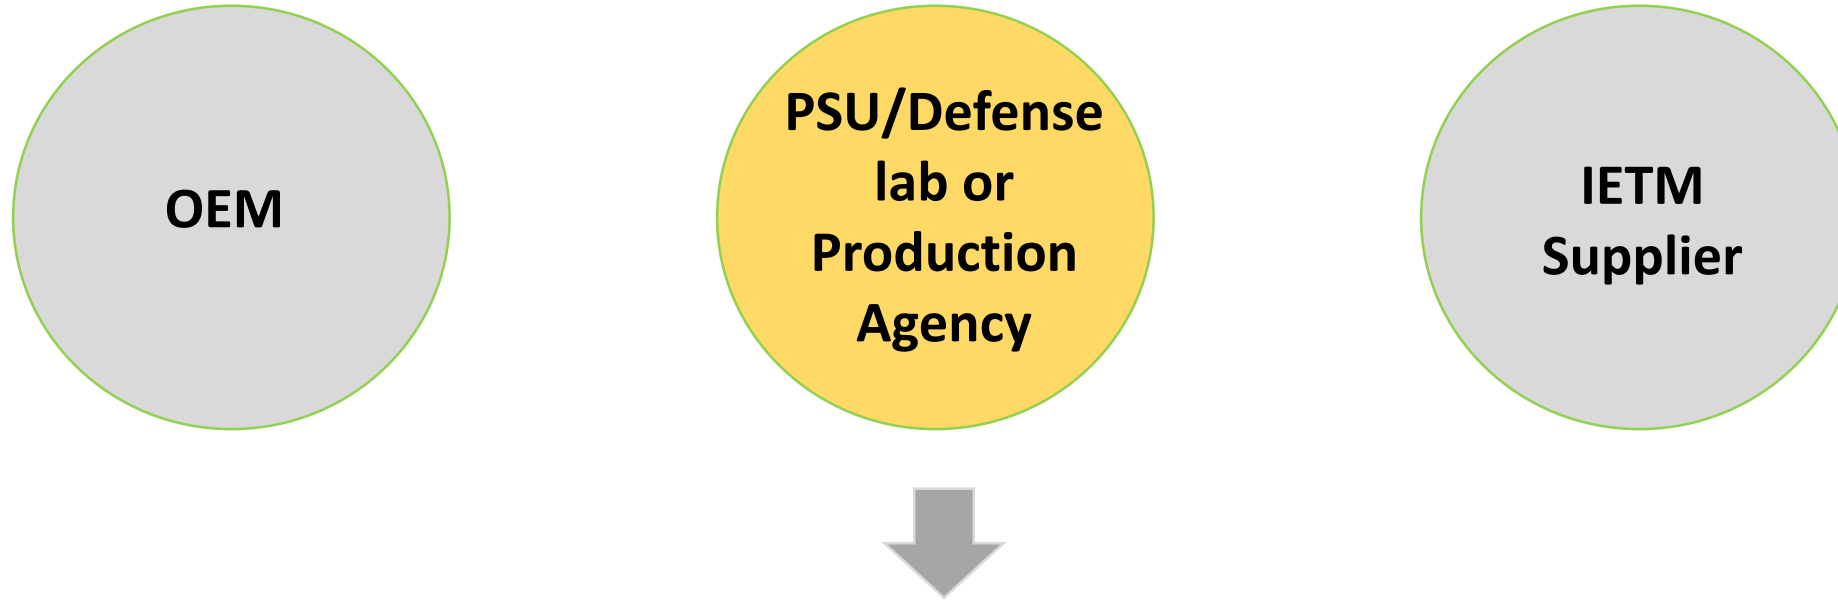 OEM
PSU/Defense
lab or
Production
Agency
IETM
Supplier